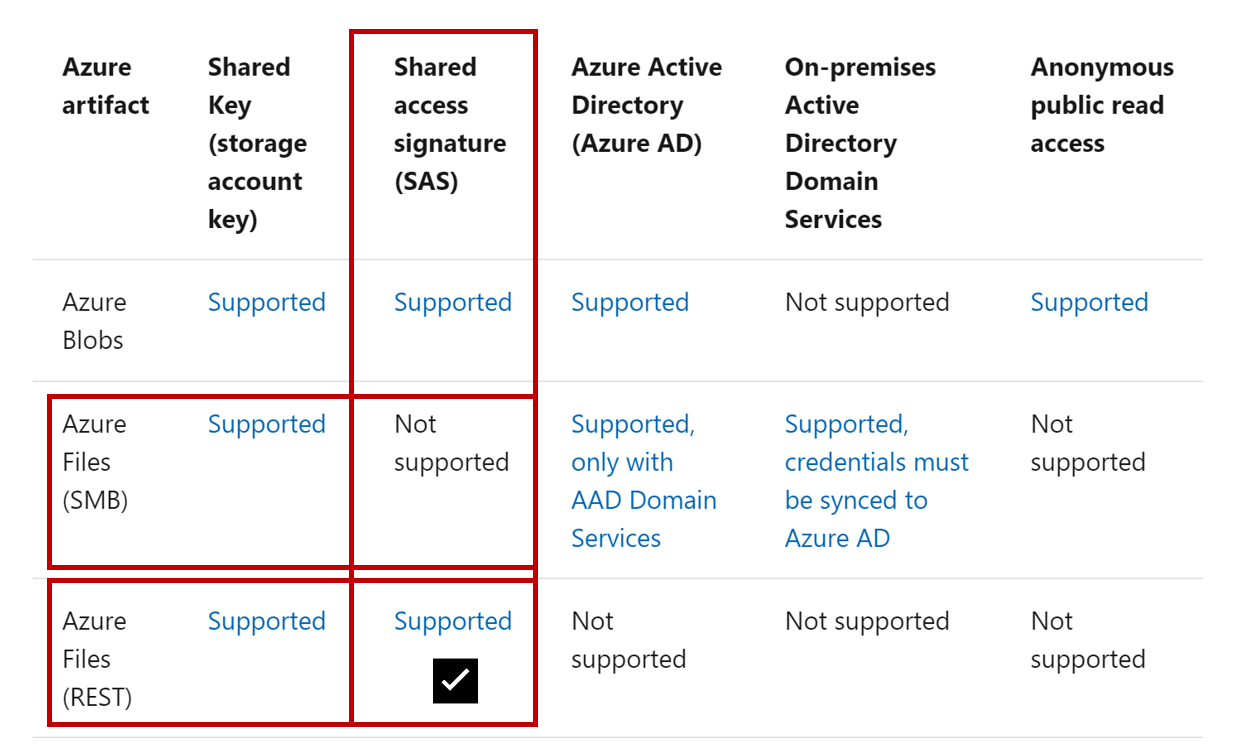 Azure
artifact
Shared
Key
(storage
account
key)
Shared
access
signature
(SAS)
Azure Active
Directory
(Azure AD)
On-premises
Active
Directory
Domain
Services
Anonymous
public read
access
Azure
Blobs
Supported
Supported
Supported
Not supported
Supported
Azure
Files
(SMB)
Supported
Not
supported
Supported,
only with
AAD Domain
Services
Supported,
credentials must
be synced to
Azure AD
Not
supported
Azure
Files
(REST)
Supported
Supported
Not
supported
Not supported
Not
supported